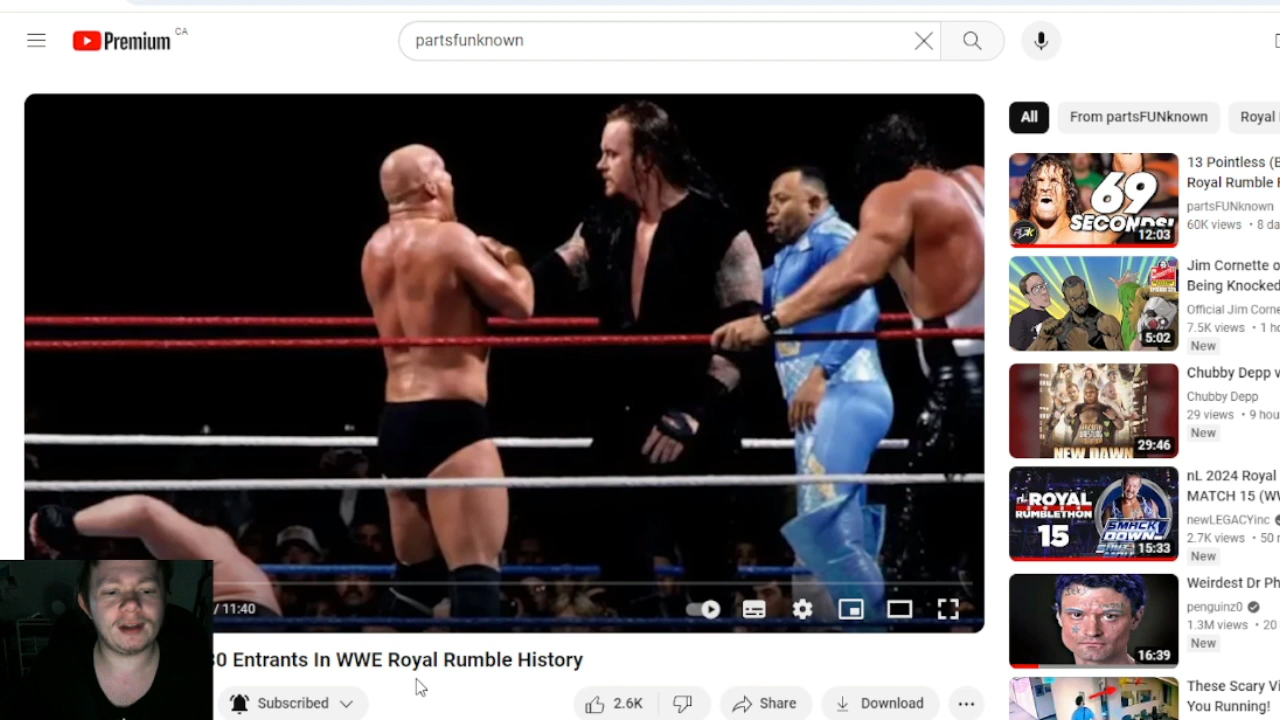 Premium CA
partsfunknown
All
From partsFUNknown
Royal
13 Pointless
Royal Rumble
partsFUNknown
60K views • 8 da
69
SECONDS!
12:03
Jim Cornette o
Being Knocked
Official Jim Corne
7.5K views • 1 ho
New
5:02
Chubby Depp v
Chubby Depp
29 views • 9 hou
New
NEW DAWN
29:46
nL 2024 Royal
MATCH 15 (W
newLEGACYinc
2.7K views • 50
New
ROYAL
RUMBLETHON
15
SMACK
DOWN!
15:33
Weirdest Dr Ph
penguinz0
1.3M views • 20
New
16:39
These Scary Vi
You Running!
/ 11:40
30 Entrants In WWE Royal Rumble History
Subscribed
2.6K
Share
Download